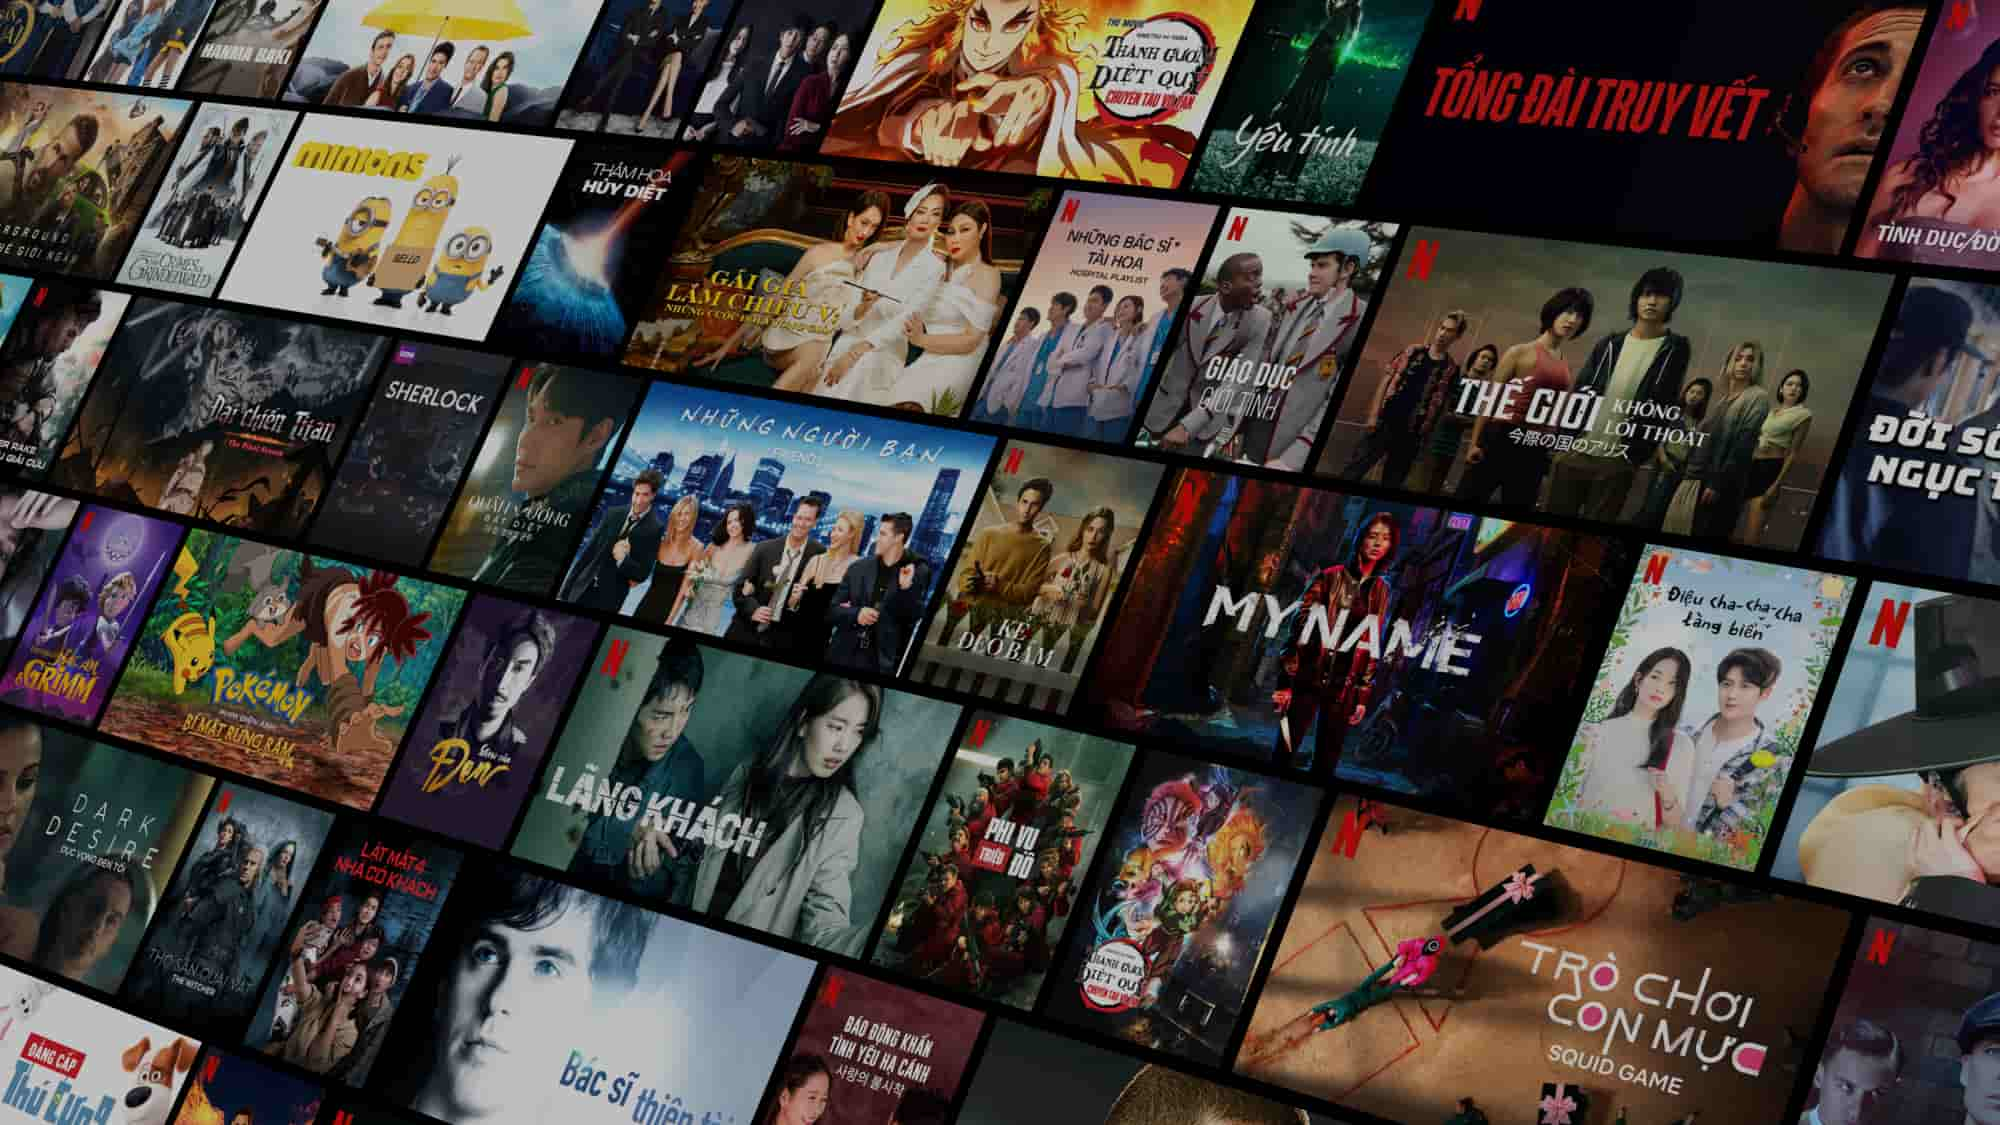 HANMA BAKI
THE MOVIE
KIMETSU NO YAIBA
THANH GƯƠM
DIỆT QUỶ
CHUYẾN TÀU VÔ TẬN
Yêu tinh
N
TỔNG ĐÀI TRUY VẾT
N
TÌNH DỤC/ĐỜ
THE CRIMES OF
GRINDELWALD
MINIONS
BELLO
THẢM HỌA
HỦY DIỆT
GÁI GIÀ
LẮM CHIÊU V
N
NHỮNG BÁC SĨ
TÀI HOA
HOSPITAL PLAYLIST
N
GIÁO DỤC
GIỚI TÍNH
N
THẾ GIỚI
KHÔNG
LỐI THOÁT
今際の国のアリス
ĐỜI SỐ
NGỤC T
N
Đại chiến Titan
The Final Season
SHERLOCK
N
QUÂN VƯƠNG
BẤT DIỆT
NHỮNG NGƯỜI BẠN
FRIENDS
N
KẺ
ĐEO BÁM
N
MY NAME
N
Điệu cha-cha-cha
làng biển
N
N
& GRIMM
POKÉMON
BÍ MẬT RỪNG RẬM
Đen
N
LÃNG KHÁCH
N
PHI VỤ
TRIỆU ĐÔ
THANH GƯƠM
DIỆT QUỶ
CHUYẾN TÀU VÔ TẬN
N
TRÒ CHƠI
CON MỰC
SQUID GAME
N
DARK
DESIRE
DỤC VỌNG ĐEN TỐI
N
THỢ SĂN QUÁI VẬT
THE WITCHER
LẬT MẶT 4
NHÀ CÓ KHÁCH
Bác sĩ thiên tài
N
BÁO ĐỘNG KHẨN
TÌNH YÊU HẠ CÁNH
사랑의 불시착
ĐẲNG CẤP
Thú Cưng
N
N